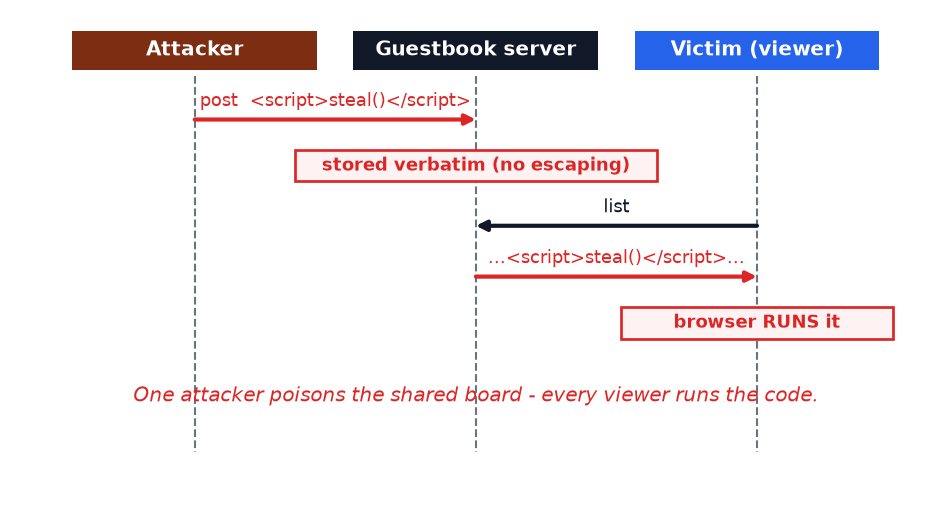 Attacker
Guestbook server
Victim (viewer)
post  <script>steal()</script>
stored verbatim (no escaping)
list
...<script>steal()</script>...
browser RUNS it
One attacker poisons the shared board - every viewer runs the code.